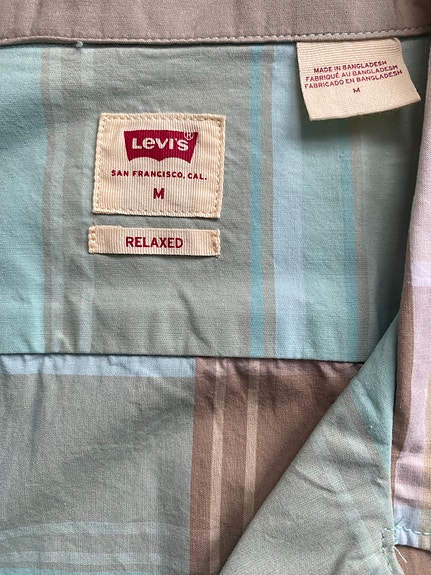 MADE IN BANGLADESH
FABRIQUÉ AU BANGLADESH
FABRICADO EN BANGLADESH
M
LEVI'S®
SAN FRANCISCO, CAL.
M
RELAXED